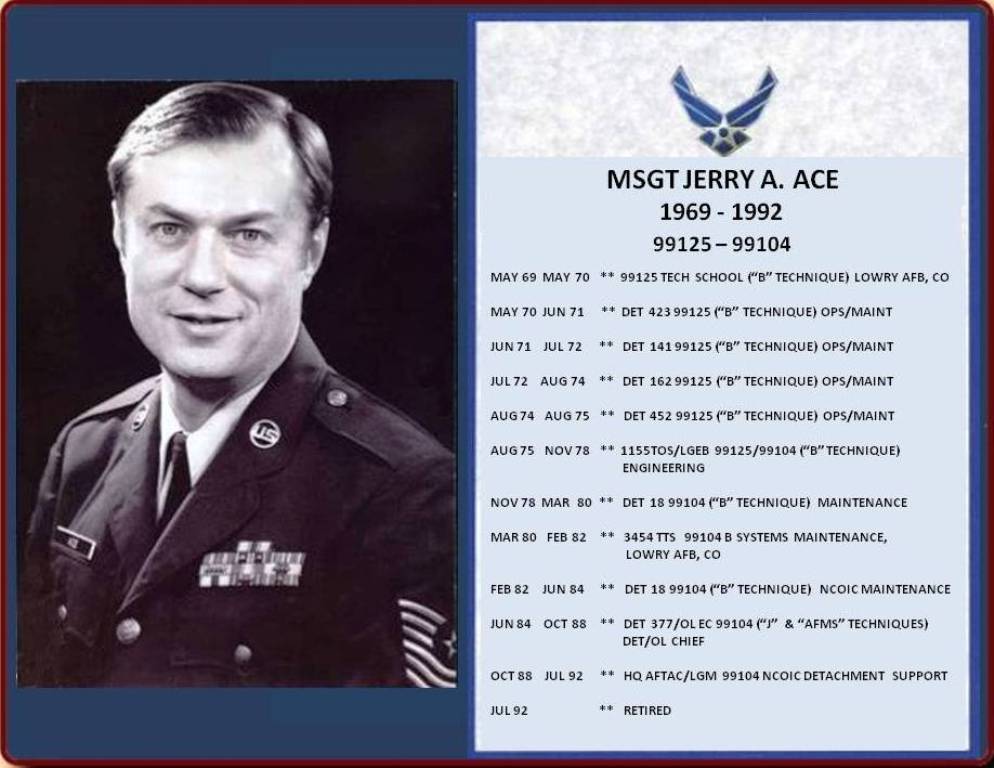 MSGT JERRY A. ACE
1969 - 1992
99125 – 99104
MAY 69 MAY 70 ** 99125 TECH SCHOOL (“B” TECHNIQUE) LOWRY AFB, CO
MAY 70 JUN 71 ** DET 423 99125 (“B” TECHNIQUE) OPS/MAINT
JUN 71 JUL 72 ** DET 141 99125 (“B” TECHNIQUE) OPS/MAINT
JUL 72 AUG 74 ** DET 162 99125 (“B” TECHNIQUE) OPS/MAINT
AUG 74 AUG 75 ** DET 452 99125 (“B” TECHNIQUE) OPS/MAINT
AUG 75 NOV 78 ** 1155TOS/LGEB 99125/99104 (“B” TECHNIQUE)
ENGINEERING
NOV 78 MAR 80 ** DET 18 99104 (“B” TECHNIQUE) MAINTENANCE
MAR 80 FEB 82 ** 3454 TTS 99104 B SYSTEMS MAINTENANCE,
LOWRY AFB, CO
FEB 82 JUN 84 ** DET 18 99104 (“B” TECHNIQUE) NCOIC MAINTENANCE
JUN 84 OCT 88 ** DET 377/OL EC 99104 (“J” & “AFMS” TECHNIQUES)
DET/OL CHIEF
OCT 88 JUL 92 ** HQ AFTAC/LGM 99104 NCOIC DETACHMENT SUPPORT
JUL 92 ** RETIRED
US
ACE